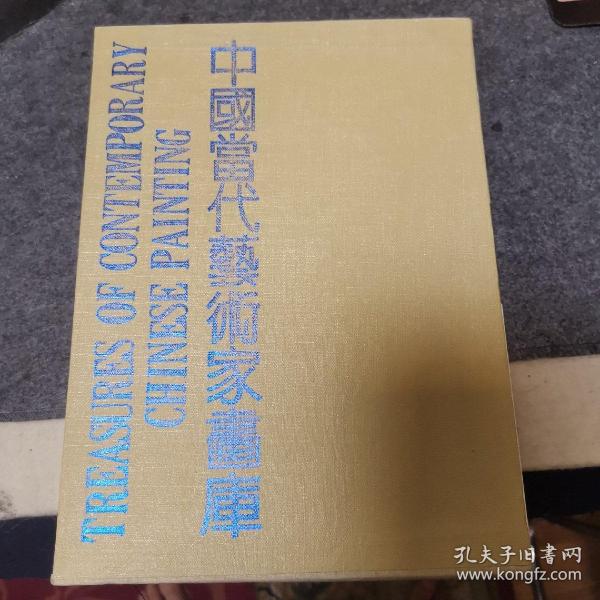 中國當代藝術家畫庫
TREASURES OF CONTEMPORARY
CHINESE PAINTING
孔夫子旧書网
www.kongfz.com